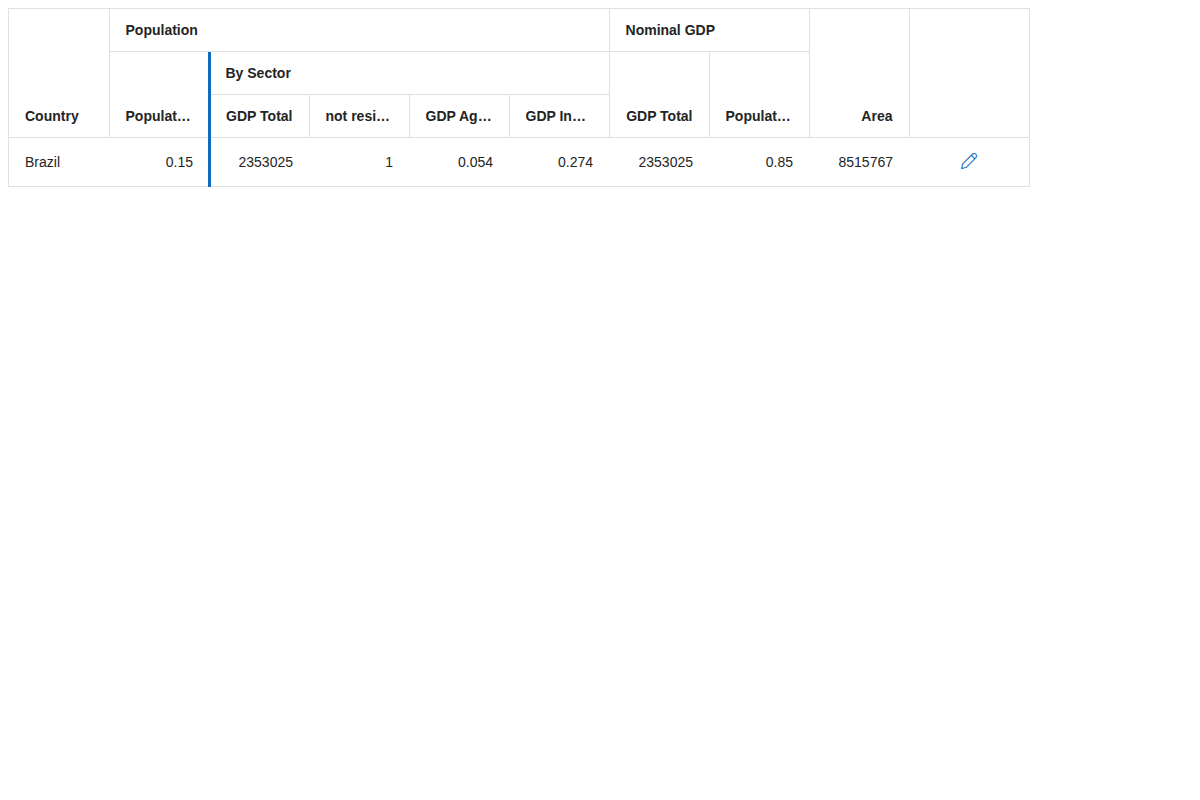 Population Nominal GDP
By Sector
Country Populat… GDP Total not resi… GDP Ag… GDP In… GDP Total Populat… Area
Brazil 0.15 2353025 1 0.054 0.274 2353025 0.85 8515767